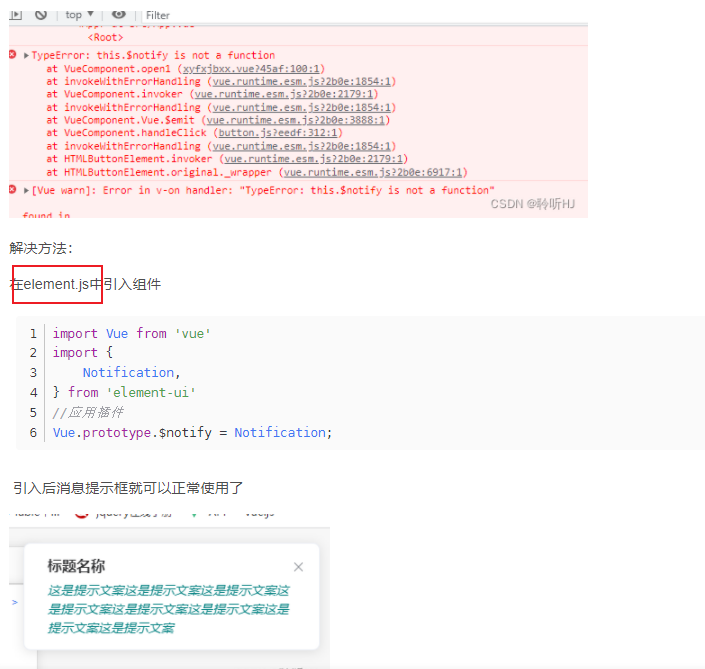 top
Filter
<Root>
TypeError: this.$notify is not a function
at VueComponent.open1 (xyfxjbxx.vue?45af:100:1)
at invokeWithErrorHandling (vue.runtime.esm.js?2b0e:1854:1)
at VueComponent.invoker (vue.runtime.esm.js?2b0e:2179:1)
at invokeWithErrorHandling (vue.runtime.esm.js?2b0e:1854:1)
at VueComponent.Vue.$emit (vue.runtime.esm.js?2b0e:3888:1)
at VueComponent.handleClick (button.js?eedf:312:1)
at invokeWithErrorHandling (vue.runtime.esm.js?2b0e:1854:1)
at HTMLButtonElement.invoker (vue.runtime.esm.js?2b0e:2179:1)
at HTMLButtonElement.original._wrapper (vue.runtime.esm.js?2b0e:6917:1)
[Vue warn]: Error in v-on handler: "TypeError: this.$notify is not a function"
CSDN @聆听HJ
found in
解决方法：
在element.js中引入组件
1 import Vue from 'vue'
2 import {
3 Notification,
4 } from 'element-ui'
5 //应用插件
6 Vue.prototype.$notify = Notification;
引入后消息提示框就可以正常使用了
标题名称
这是提示文案这是提示文案这是提示文案这
是提示文案这是提示文案这是提示文案这是
提示文案这是提示文案